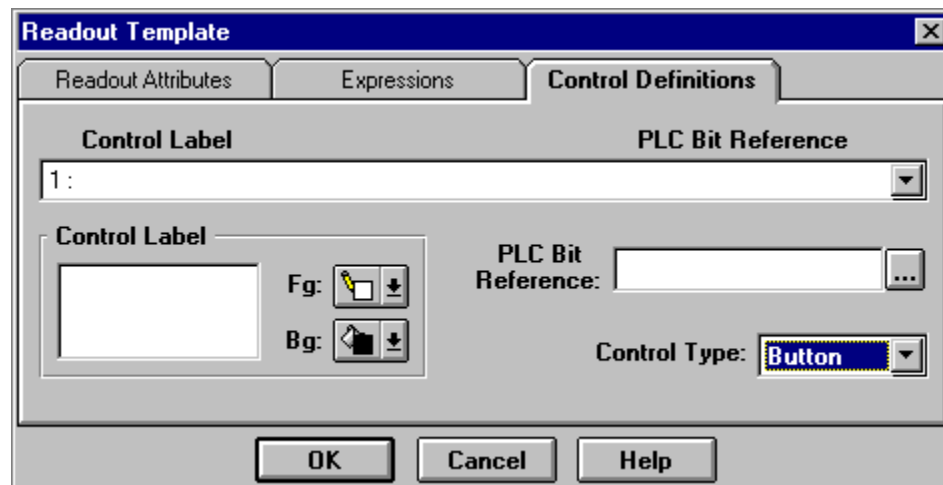 Readout Template
Readout Attributes Expressions Control Definitions
Control Label PLC Bit Reference
1 :
Control Label
Fg:
Bg:
PLC Bit
Reference:
...
Control Type: Button
OK Cancel Help